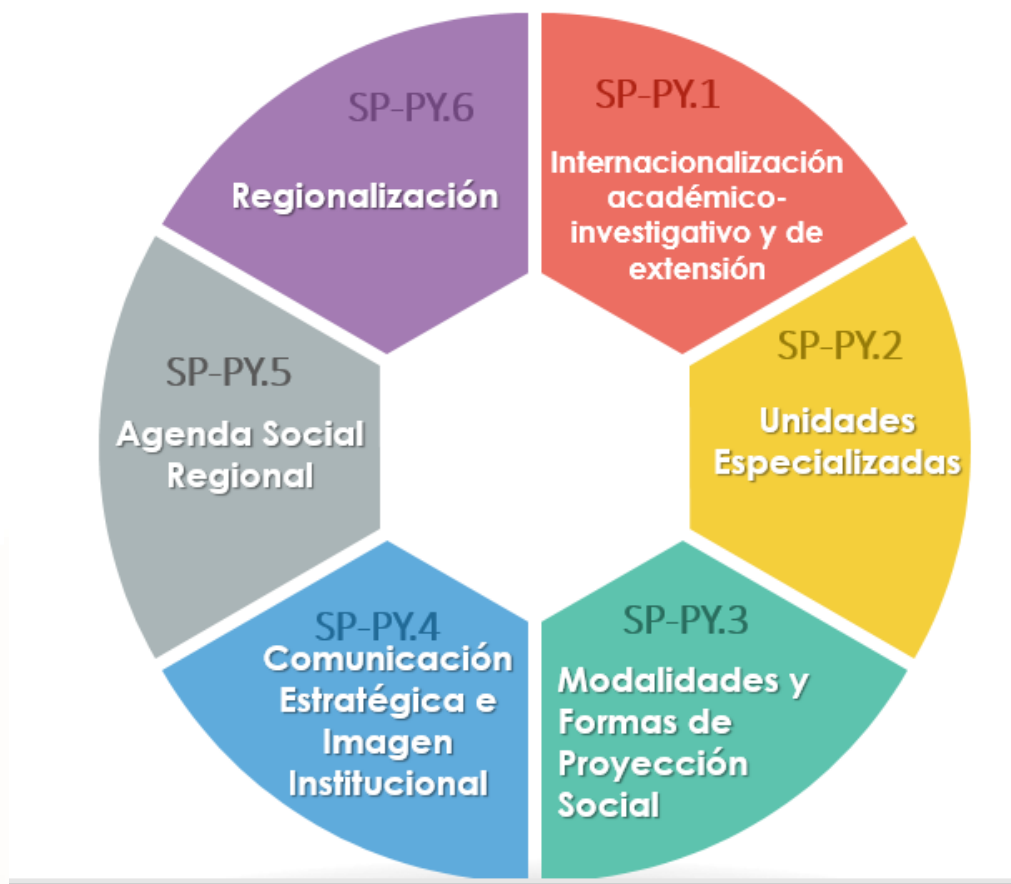 SP-PY.1
Internacionalización
académico-
investigativo y de
extensión
SP-PY.2
Unidades
Especializadas
SP-PY.3
Modalidades y
Formas de
Proyección
Social
SP-PY.4
Comunicación
Estratégica e
Imagen
Institucional
SP-PY.5
Agenda Social
Regional
SP-PY.6
Regionalización